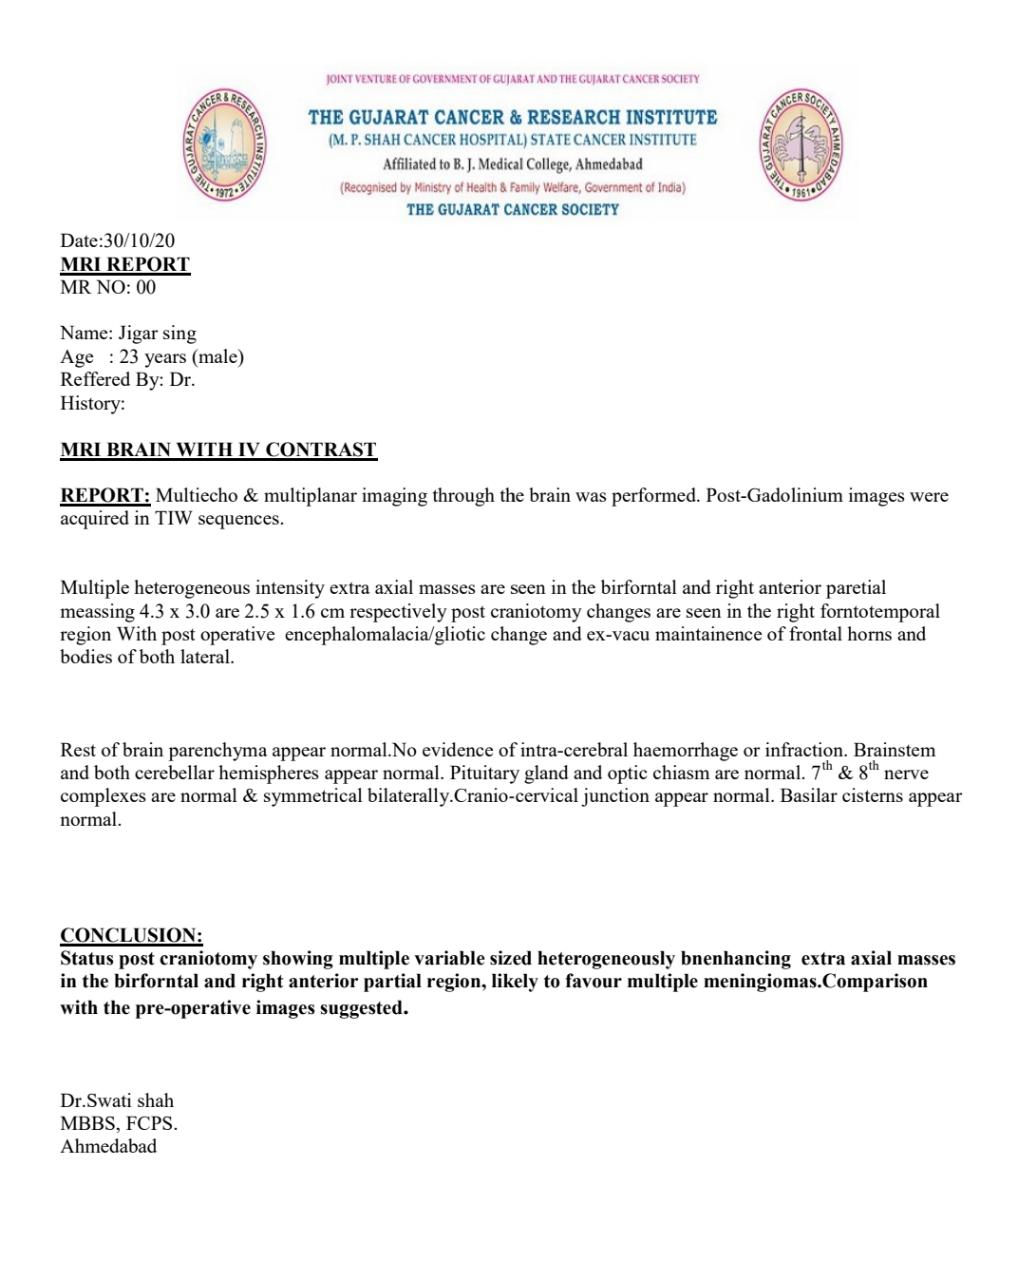 JOINT VENTURE OF GOVERNMENT OF GUJARAT AND THE GUJARAT CANCER SOCIETY
THE GUJARAT CANCER & RESEARCH INSTITUTE
(M. P. SHAH CANCER HOSPITAL) STATE CANCER INSTITUTE
Affiliated to B. J. Medical College, Ahmedabad
(Recognised by Ministry of Health & Family Welfare, Government of India)
THE GUJARAT CANCER SOCIETY
THE GUJARAT CANCER & RESEARCH INSTITUTE
• 1972 •
THE GUJARAT CANCER SOCIETY AHMEDABAD
• 1961 •
Date:30/10/20
MRI REPORT
MR NO: 00
Name: Jigar sing
Age : 23 years (male)
Reffered By: Dr.
History:
MRI BRAIN WITH IV CONTRAST
REPORT: Multiecho & multiplanar imaging through the brain was performed. Post-Gadolinium images were
acquired in TIW sequences.
Multiple heterogeneous intensity extra axial masses are seen in the birforntal and right anterior paretial
meassing 4.3 x 3.0 are 2.5 x 1.6 cm respectively post craniotomy changes are seen in the right forntotemporal
region With post operative encephalomalacia/gliotic change and ex-vacu maintainence of frontal horns and
bodies of both lateral.
Rest of brain parenchyma appear normal.No evidence of intra-cerebral haemorrhage or infraction. Brainstem
and both cerebellar hemispheres appear normal. Pituitary gland and optic chiasm are normal. 7th & 8th nerve
complexes are normal & symmetrical bilaterally.Cranio-cervical junction appear normal. Basilar cisterns appear
normal.
CONCLUSION:
Status post craniotomy showing multiple variable sized heterogeneously bnenhancing extra axial masses
in the birforntal and right anterior partial region, likely to favour multiple meningiomas.Comparison
with the pre-operative images suggested.
Dr.Swati shah
MBBS, FCPS.
Ahmedabad